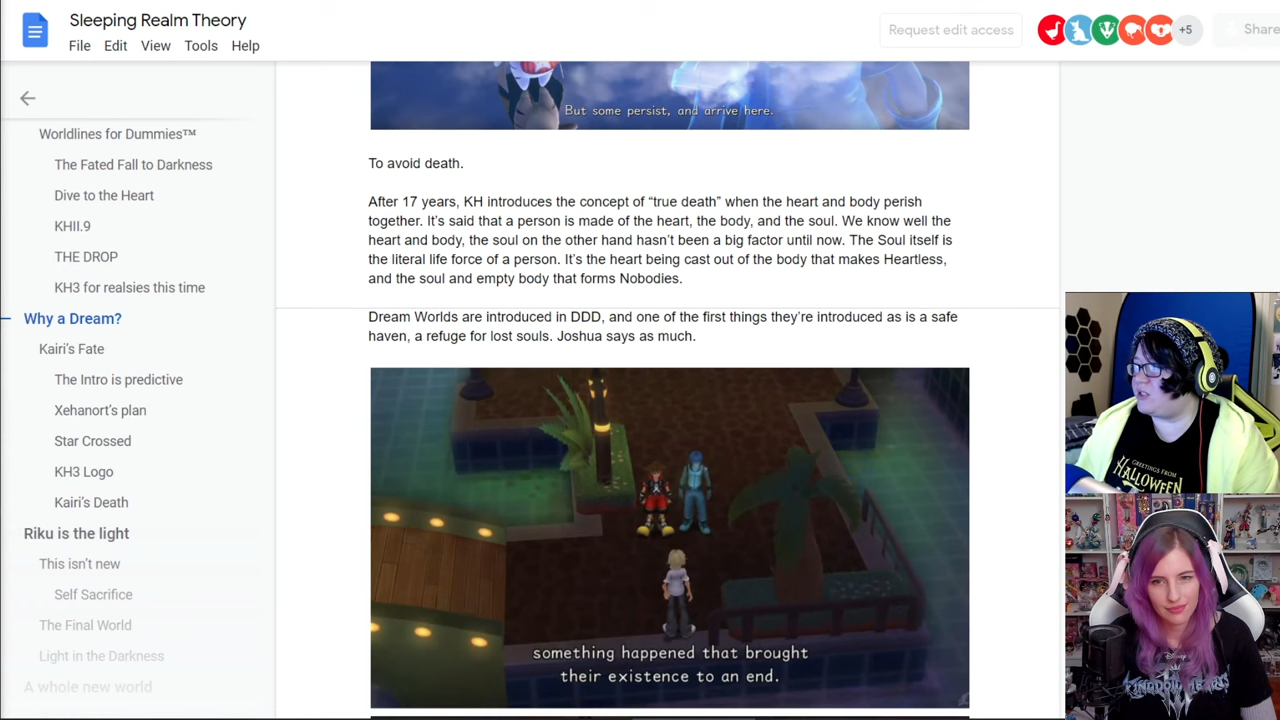 Sleeping Realm Theory
File Edit View Tools Help
Request edit access
+5
Share
Worldlines for Dummies™
The Fated Fall to Darkness
Dive to the Heart
KHII.9
THE DROP
KH3 for realsies this time
Why a Dream?
Kairi's Fate
The Intro is predictive
Xehanort's plan
Star Crossed
KH3 Logo
Kairi's Death
Riku is the light
This isn't new
Self Sacrifice
The Final World
Light in the Darkness
A whole new world
But some persist, and arrive here.
To avoid death.
After 17 years, KH introduces the concept of “true death” when the heart and body perish
together. It’s said that a person is made of the heart, the body, and the soul. We know well the
heart and body, the soul on the other hand hasn’t been a big factor until now. The Soul itself is
the literal life force of a person. It’s the heart being cast out of the body that makes Heartless,
and the soul and empty body that forms Nobodies.
Dream Worlds are introduced in DDD, and one of the first things they’re introduced as is a safe
haven, a refuge for lost souls. Joshua says as much.
something happened that brought
their existence to an end.
GREETINGS FROM
HALLOWEEN
Disney
KINGDOM HEARTS